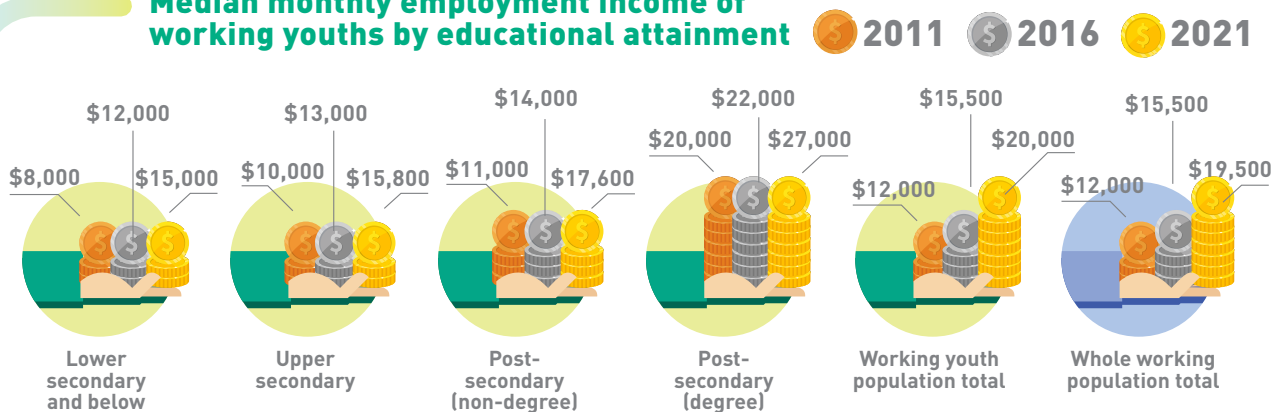 Median monthly employment income of
working youths by educational attainment
2011 2016 2021
$8,000 $12,000 $15,000
Lower
secondary
and below
$10,000 $13,000 $15,800
Upper
secondary
$11,000 $14,000 $17,600
Post-
secondary
(non-degree)
$20,000 $22,000 $27,000
Post-
secondary
(degree)
$12,000 $15,500 $20,000
Working youth
population total
$12,000 $15,500 $19,500
Whole working
population total